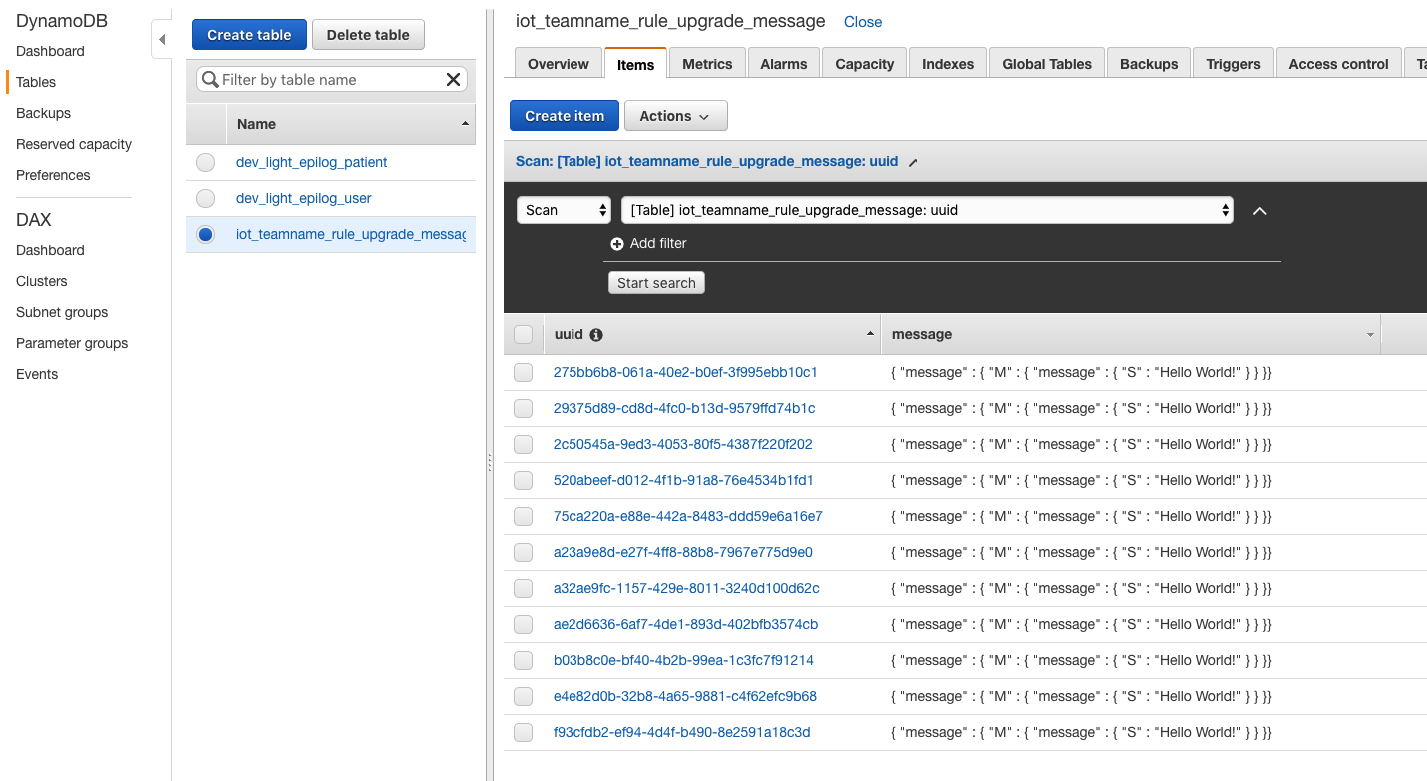 DynamoDB
Dashboard
Tables
Backups
Reserved capacity
Preferences
DAX
Dashboard
Clusters
Subnet groups
Parameter groups
Events
Create table Delete table
Filter by table name
Name
dev_light_epilog_patient
dev_light_epilog_user
iot_teamname_rule_upgrade_messag
iot_teamname_rule_upgrade_message Close
Overview Items Metrics Alarms Capacity Indexes Global Tables Backups Triggers Access control Ta
Create item Actions
Scan: [Table] iot_teamname_rule_upgrade_message: uuid
Scan [Table] iot_teamname_rule_upgrade_message: uuid
Add filter
Start search
uuid message
275bb6b8-061a-40e2-b0ef-3f995ebb10c1 { "message" : { "M" : { "message" : { "S" : "Hello World!" } } }}
29375d89-cd8d-4fc0-b13d-9579ffd74b1c { "message" : { "M" : { "message" : { "S" : "Hello World!" } } }}
2c50545a-9ed3-4053-80f5-4387f220f202 { "message" : { "M" : { "message" : { "S" : "Hello World!" } } }}
520abeef-d012-4f1b-91a8-76e4534b1fd1 { "message" : { "M" : { "message" : { "S" : "Hello World!" } } }}
75ca220a-e88e-442a-8483-ddd59e6a16e7 { "message" : { "M" : { "message" : { "S" : "Hello World!" } } }}
a23a9e8d-e27f-4ff8-88b8-7967e775d9e0 { "message" : { "M" : { "message" : { "S" : "Hello World!" } } }}
a32ae9fc-1157-429e-8011-3240d100d62c { "message" : { "M" : { "message" : { "S" : "Hello World!" } } }}
ae2d6636-6af7-4de1-893d-402bfb3574cb { "message" : { "M" : { "message" : { "S" : "Hello World!" } } }}
b03b8c0e-bf40-4b2b-99ea-1c3fc7f91214 { "message" : { "M" : { "message" : { "S" : "Hello World!" } } }}
e4e82d0b-32b8-4a65-9881-c4f62efc9b68 { "message" : { "M" : { "message" : { "S" : "Hello World!" } } }}
f93cfdb2-ef94-4d4f-b490-8e2591a18c3d { "message" : { "M" : { "message" : { "S" : "Hello World!" } } }}